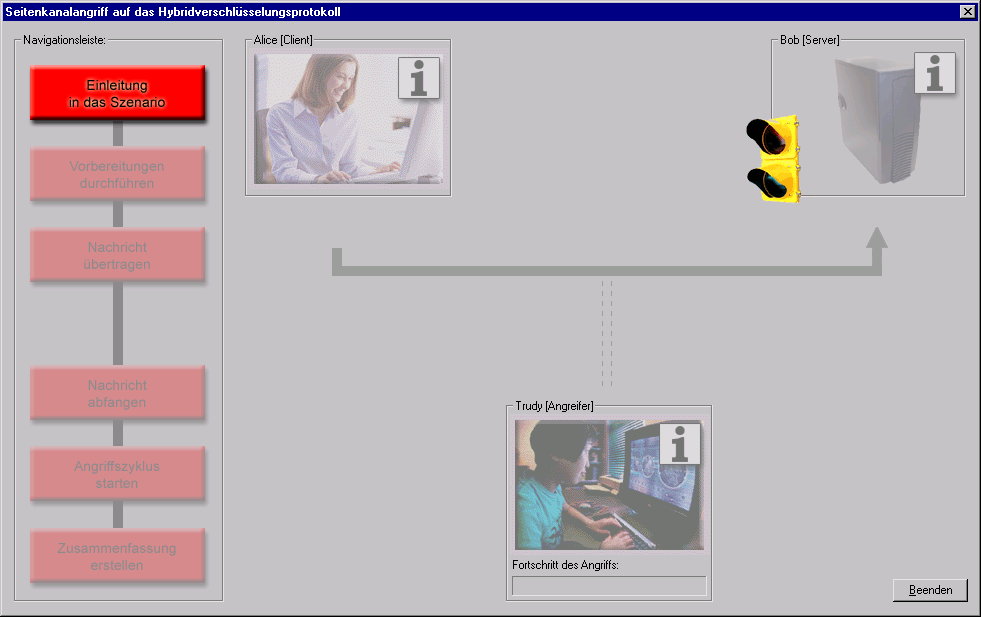 Seitenkanalangriff auf das Hybridverschlüsselungsprotokoll
Navigationsleiste:
Einleitung
in das Szenario
Vorbereitungen
durchführen
Nachricht
übertragen
Nachricht
abfangen
Angriffszyklus
starten
Zusammenfassung
erstellen
Alice [Client]
Bob [Server]
Trudy [Angreifer]
Fortschritt des Angriffs:
Beenden